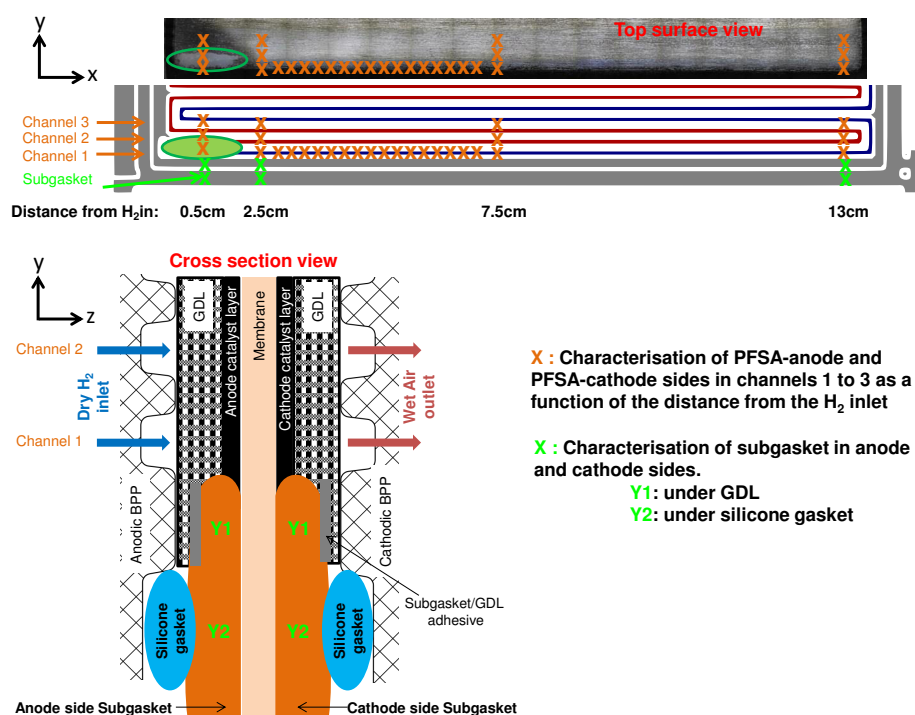 y
Top surface view
x
X X X X
X X X X
X X XXXXXXXXXXXXXXXX X X
Channel 3
Channel 2
Channel 1
Subgasket
X X X X
X X X X
X X XXXXXXXXXXXXXXXX X X
X X X
X X X
Distance from H₂in: 0.5cm 2.5cm 7.5cm 13cm
Cross section view
y
z
GDL
Anode catalyst layer
Membrane
Cathode catalyst layer
GDL
Channel 2
Dry H₂
inlet
Channel 1
Wet Air
outlet
Anodic BPP
Cathodic BPP
Y1
Y1
Subgasket/GDL
adhesive
Silicone
gasket
Y2
Y2
Silicone
gasket
Anode side Subgasket
Cathode side Subgasket
X : Characterisation of PFSA-anode and
PFSA-cathode sides in channels 1 to 3 as a
function of the distance from the H₂ inlet
X : Characterisation of subgasket in anode
and cathode sides.
Y1: under GDL
Y2: under silicone gasket